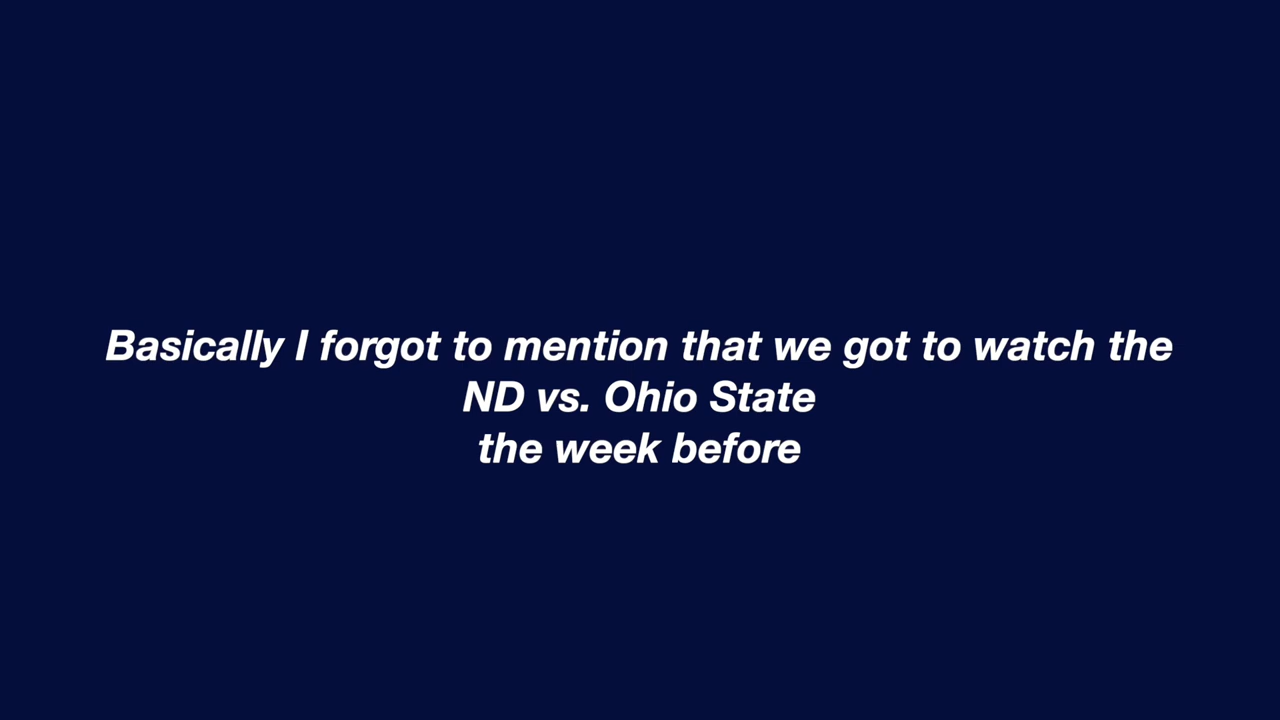 Basically I forgot to mention that we got to watch the
ND vs. Ohio State
the week before